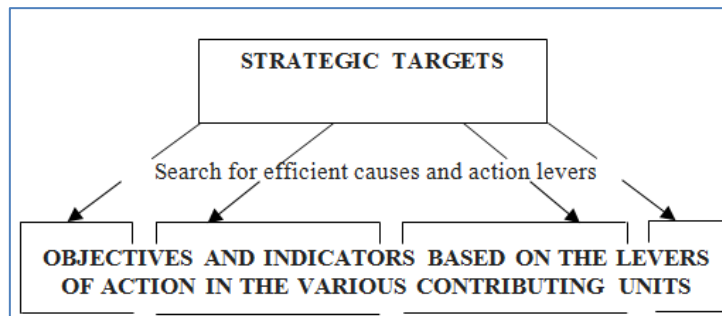 STRATEGIC TARGETS
Search for efficient causes and action levers
OBJECTIVES AND INDICATORS BASED ON THE LEVERS
OF ACTION IN THE VARIOUS CONTRIBUTING UNITS